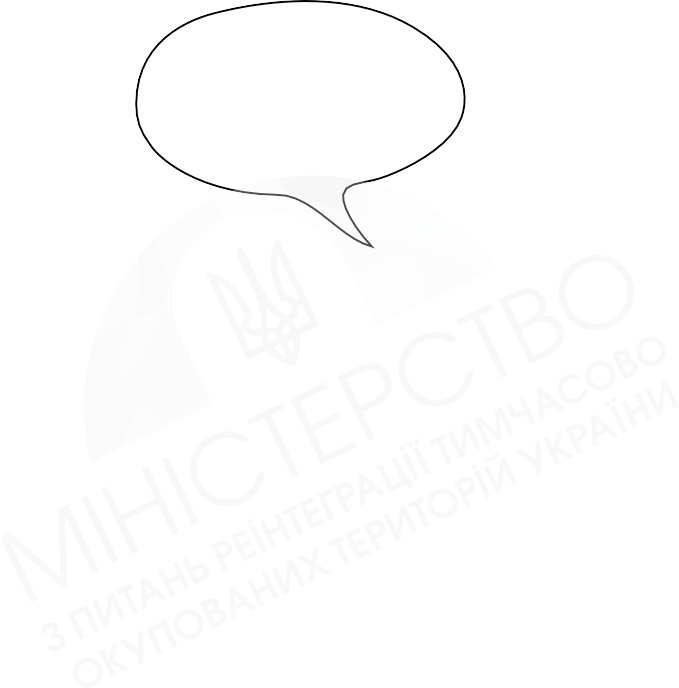 МІНІСТЕРСТВО
З ПИТАНЬ РЕІНТЕГРАЦІЇ ТИМЧАСОВО
ОКУПОВАНИХ ТЕРИТОРІЙ УКРАЇНИ